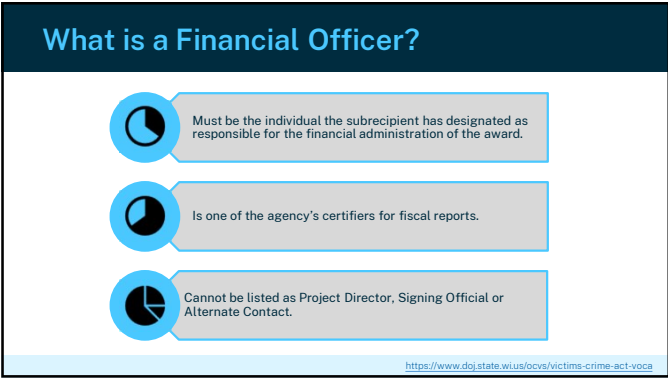 What is a Financial Officer?
Must be the individual the subrecipient has designated as
responsible for the financial administration of the award.
Is one of the agency's certifiers for fiscal reports.
Cannot be listed as Project Director, Signing Official or
Alternate Contact.
https://www.doj.state.wi.us/ocvs/victims-crime-act-voca